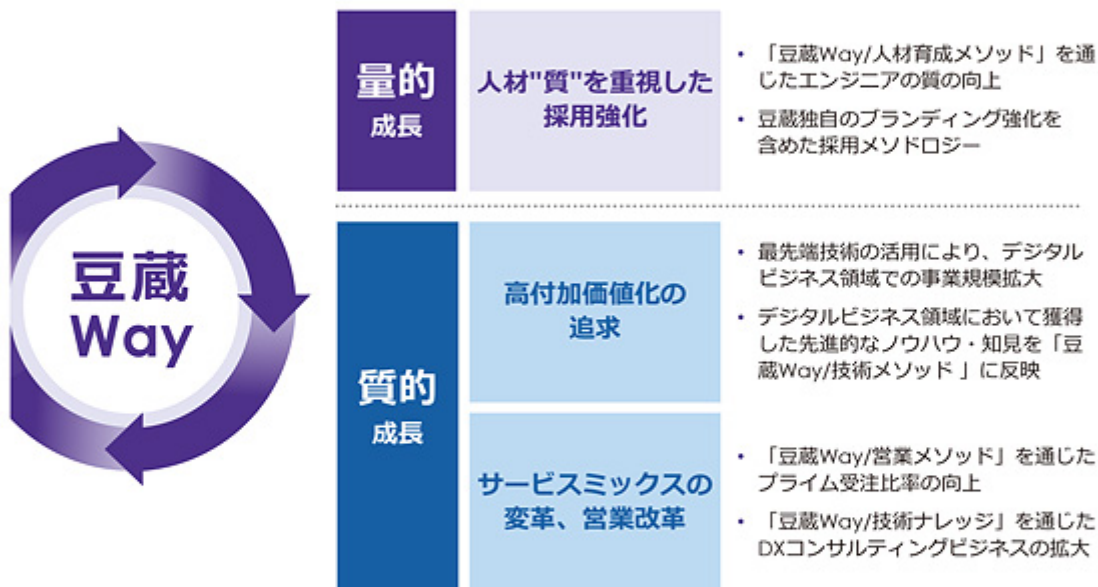 豆蔵
Way
量的
成長
人材"質"を重視した
採用強化
• 「豆蔵Way/人材育成メソッド」を通
じたエンジニアの質の向上
• 豆蔵独自のブランディング強化を
含めた採用メソドロジー
質的
成長
高付加価値化の
追求
• 最先端技術の活用により、デジタル
ビジネス領域での事業規模拡大
• デジタルビジネス領域において獲得
した先進的なノウハウ・知見を「豆
蔵Way/技術メソッド 」に反映
サービスミックスの
変革、営業改革
• 「豆蔵Way/営業メソッド」を通じた
プライム受注比率の向上
• 「豆蔵Way/技術ナレッジ」を通じた
DXコンサルティングビジネスの拡大